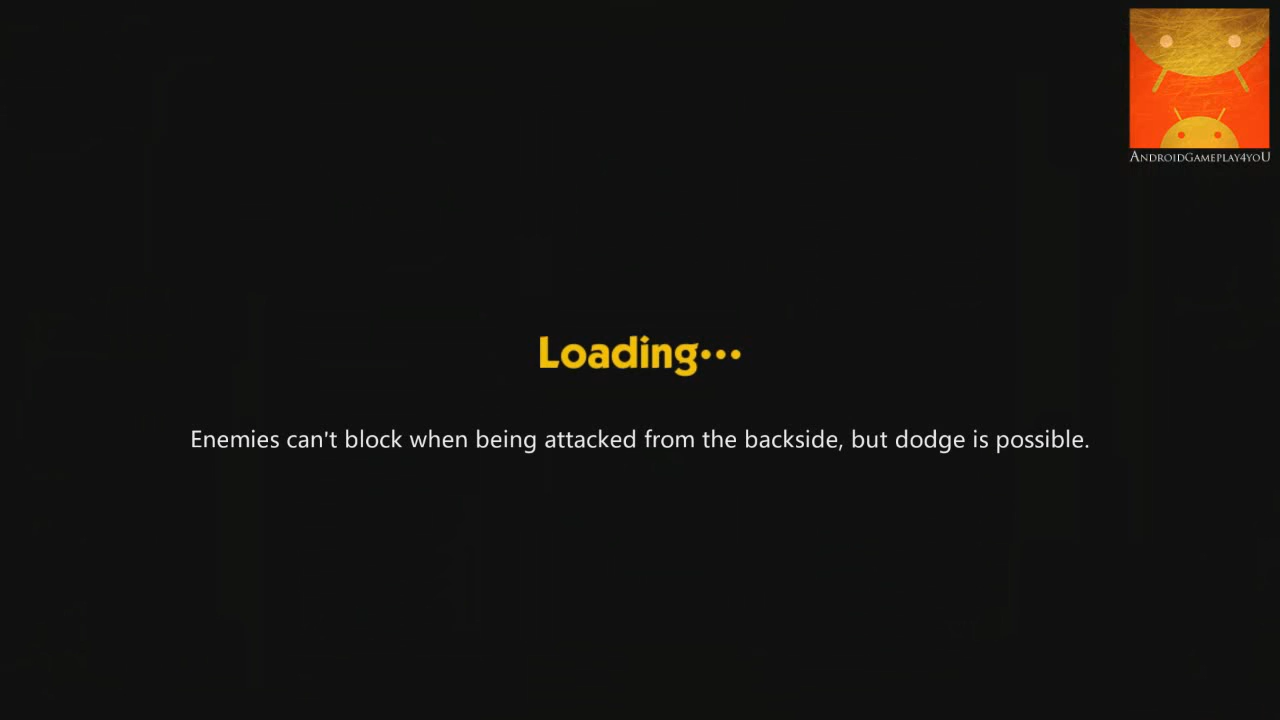 AndroidGameplay4yoU
Loading•••
Enemies can't block when being attacked from the backside, but dodge is possible.